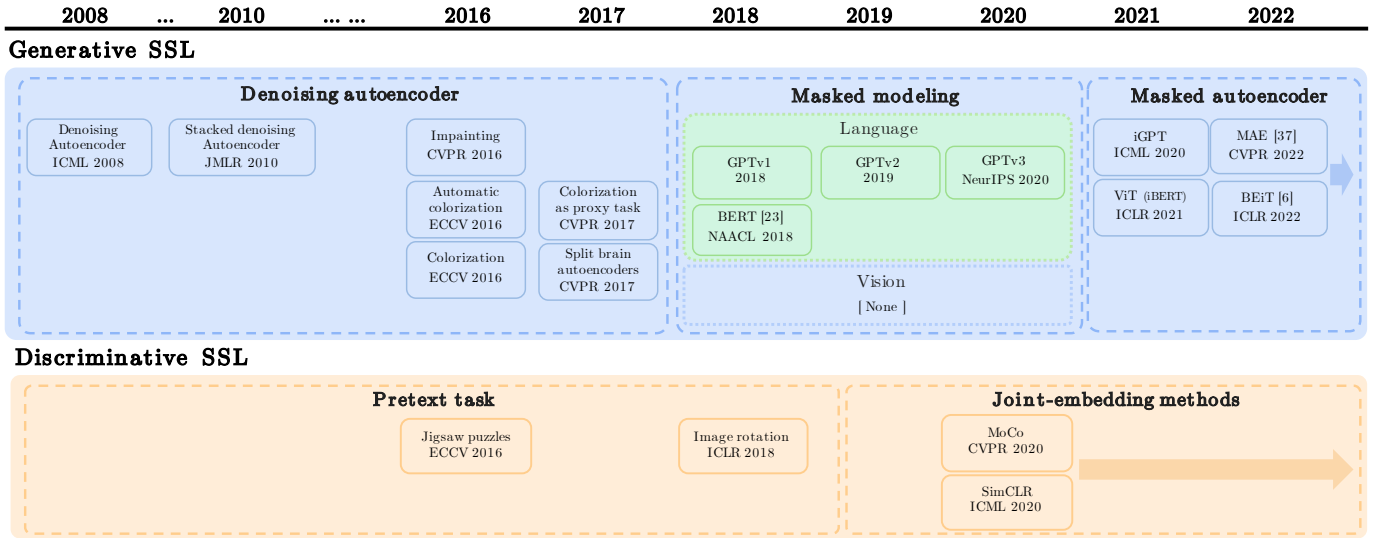 2008 ... 2010 ... ... 2016 2017 2018 2019 2020 2021 2022
Generative SSL
Denoising autoencoder
Denoising
Autoencoder
ICML 2008
Stacked denoising
Autoencoder
JMLR 2010
Impainting
CVPR 2016
Automatic
colorization
ECCV 2016
Colorization
ECCV 2016
Colorization
as proxy task
CVPR 2017
Split brain
autoencoders
CVPR 2017
Masked modeling
Language
GPTv1
2018
GPTv2
2019
GPTv3
NeurIPS 2020
BERT [23]
NAACL 2018
Vision
[ None ]
Masked autoencoder
iGPT
ICML 2020
MAE [37]
CVPR 2022
ViT (iBERT)
ICLR 2021
BEiT [6]
ICLR 2022
Discriminative SSL
Pretext task
Jigsaw puzzles
ECCV 2016
Image rotation
ICLR 2018
Joint-embedding methods
MoCo
CVPR 2020
SimCLR
ICML 2020